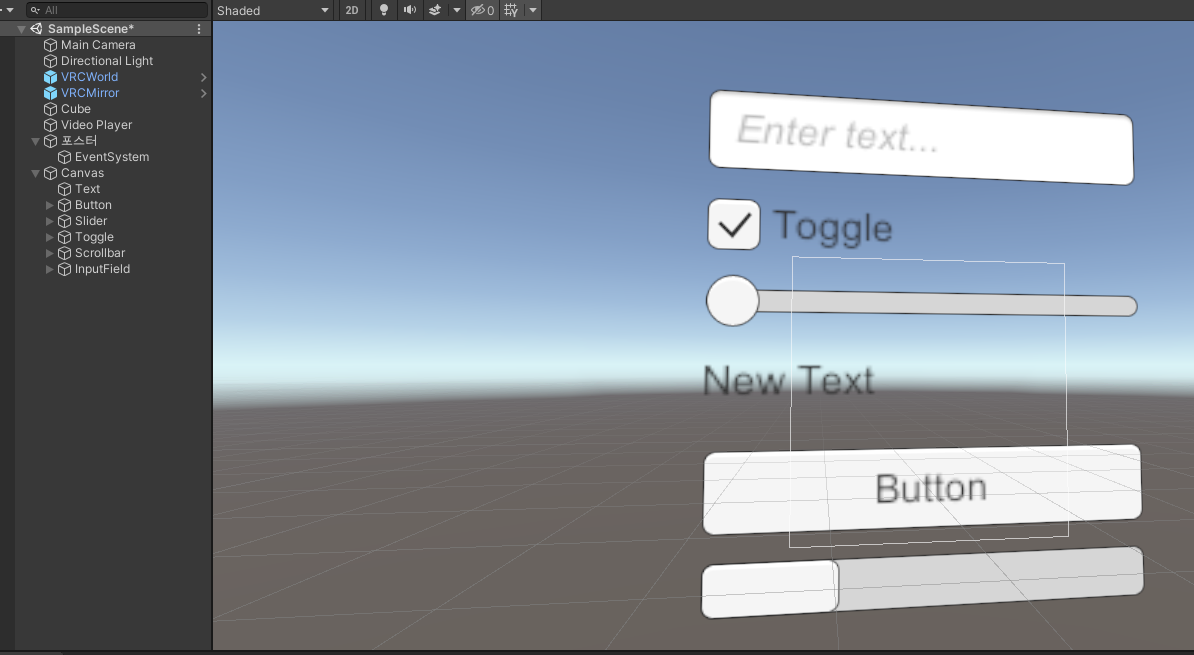 All
Shaded
2D
0
SampleScene*
Main Camera
Directional Light
VRCWorld
VRCMirror
Cube
Video Player
포스터
EventSystem
Canvas
Text
Button
Slider
Toggle
Scrollbar
InputField
Enter text...
Toggle
New Text
Button